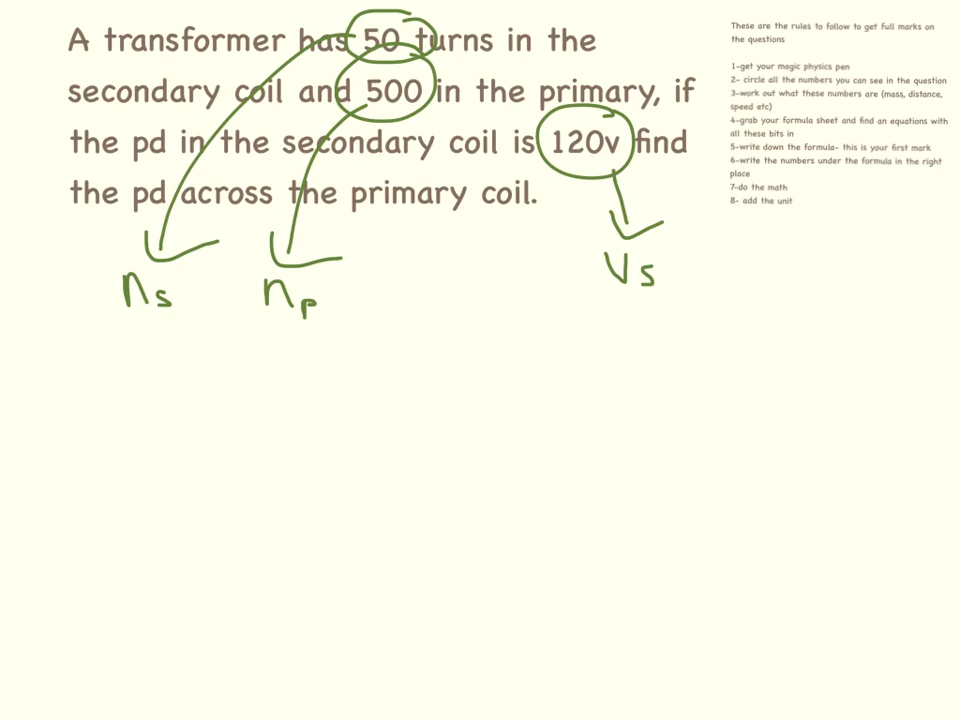 A transformer has 50 turns in the
secondary coil and 500 in the primary, if
the pd in the secondary coil is 120v find
the pd across the primary coil.
ns
np
Vs
These are the rules to follow to get full marks on
the questions
1-get your magic physics pen
2- circle all the numbers you can see in the question
3-work out what these numbers are (mass, distance,
speed etc)
4-grab your formula sheet and find an equations with
all these bits in
5-write down the formula- this is your first mark
6-write the numbers under the formula in the right
place
7-do the math
8- add the unit